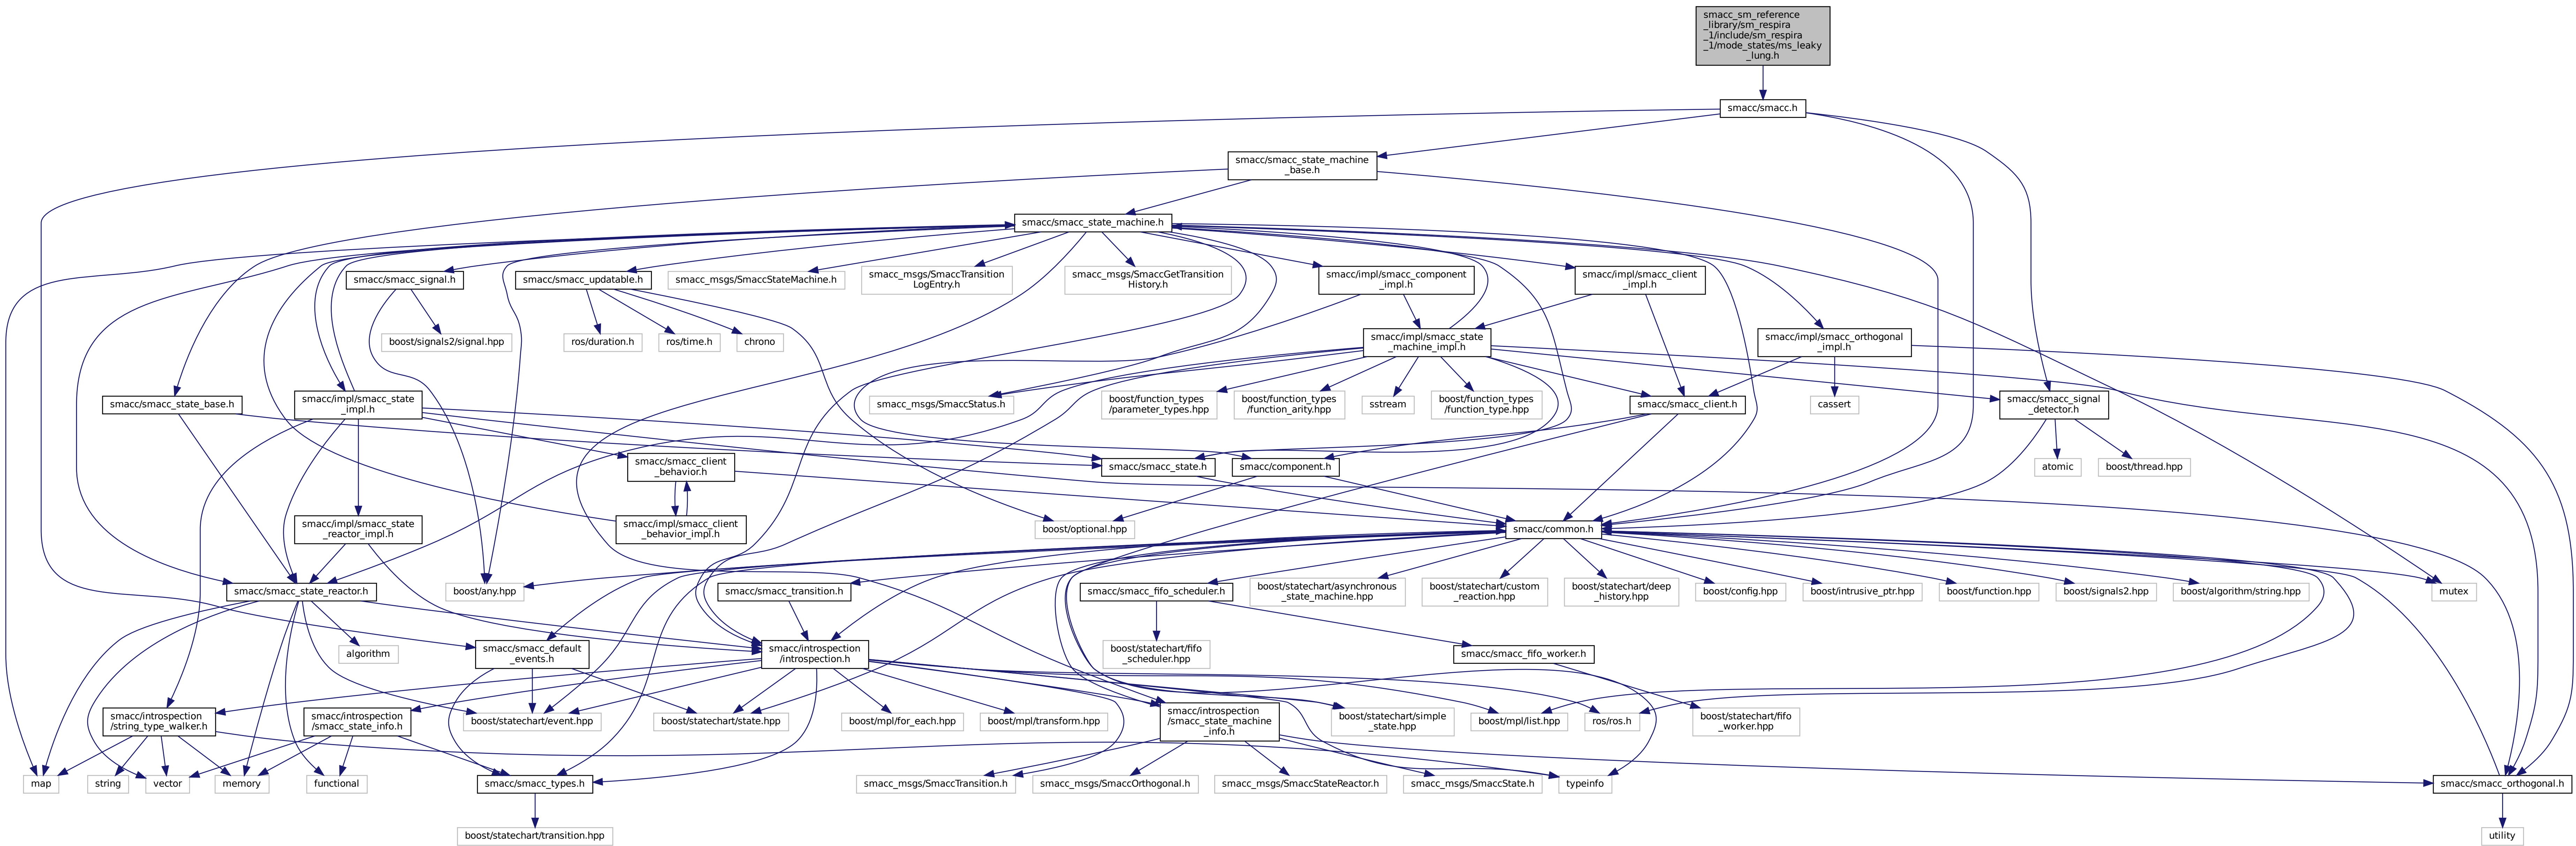 smacc_sm_reference
_library/sm_respira
_1/include/sm_respira
_1/mode_states/ms_leaky
_lung.h
smacc/smacc.h
smacc/smacc_state_machine
_base.h
smacc/smacc_state_machine.h
smacc/smacc_signal.h
smacc/smacc_updatable.h
smacc_msgs/SmaccStateMachine.h
smacc_msgs/SmaccTransition
LogEntry.h
smacc_msgs/SmaccGetTransition
History.h
smacc/impl/smacc_component
_impl.h
smacc/impl/smacc_client
_impl.h
boost/signals2/signal.hpp
ros/duration.h
ros/time.h
chrono
smacc/impl/smacc_state
_machine_impl.h
smacc/impl/smacc_orthogonal
_impl.h
smacc/smacc_state_base.h
smacc/impl/smacc_state
_impl.h
smacc_msgs/SmaccStatus.h
boost/function_types
/parameter_types.hpp
boost/function_types
/function_arity.hpp
sstream
boost/function_types
/function_type.hpp
smacc/smacc_client.h
cassert
smacc/smacc_signal
_detector.h
smacc/smacc_client
_behavior.h
smacc/smacc_state.h
smacc/component.h
atomic
boost/thread.hpp
smacc/impl/smacc_state
_reactor_impl.h
smacc/impl/smacc_client
_behavior_impl.h
boost/optional.hpp
smacc/common.h
smacc/smacc_state_reactor.h
boost/any.hpp
smacc/smacc_transition.h
smacc/smacc_fifo_scheduler.h
boost/statechart/asynchronous
_state_machine.hpp
boost/statechart/custom
_reaction.hpp
boost/statechart/deep
_history.hpp
boost/config.hpp
boost/intrusive_ptr.hpp
boost/function.hpp
boost/signals2.hpp
boost/algorithm/string.hpp
mutex
algorithm
smacc/smacc_default
_events.h
smacc/introspection
/introspection.h
boost/statechart/fifo
_scheduler.hpp
smacc/smacc_fifo_worker.h
smacc/introspection
/string_type_walker.h
smacc/introspection
/smacc_state_info.h
boost/statechart/event.hpp
boost/statechart/state.hpp
boost/mpl/for_each.hpp
boost/mpl/transform.hpp
smacc/introspection
/smacc_state_machine
_info.h
boost/statechart/simple
_state.hpp
boost/mpl/list.hpp
ros/ros.h
boost/statechart/fifo
_worker.hpp
map
string
vector
memory
functional
smacc/smacc_types.h
smacc_msgs/SmaccTransition.h
smacc_msgs/SmaccOrthogonal.h
smacc_msgs/SmaccStateReactor.h
smacc_msgs/SmaccState.h
typeinfo
smacc/smacc_orthogonal.h
boost/statechart/transition.hpp
utility